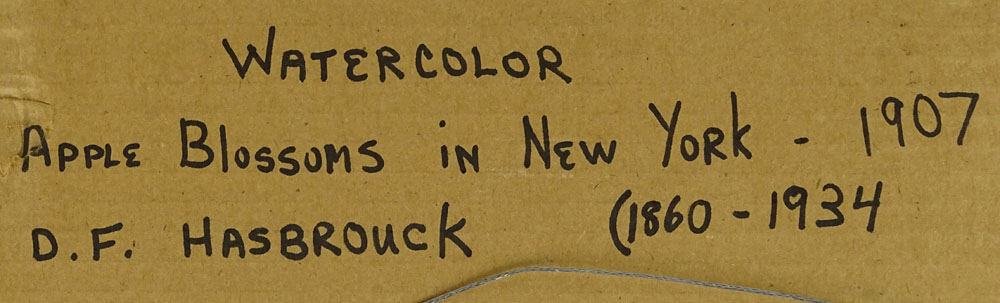 WATERCOLOR
APPLE BLOSSOMS IN NEW YORK - 1907
D.F. HASBROUCK (1860-1934